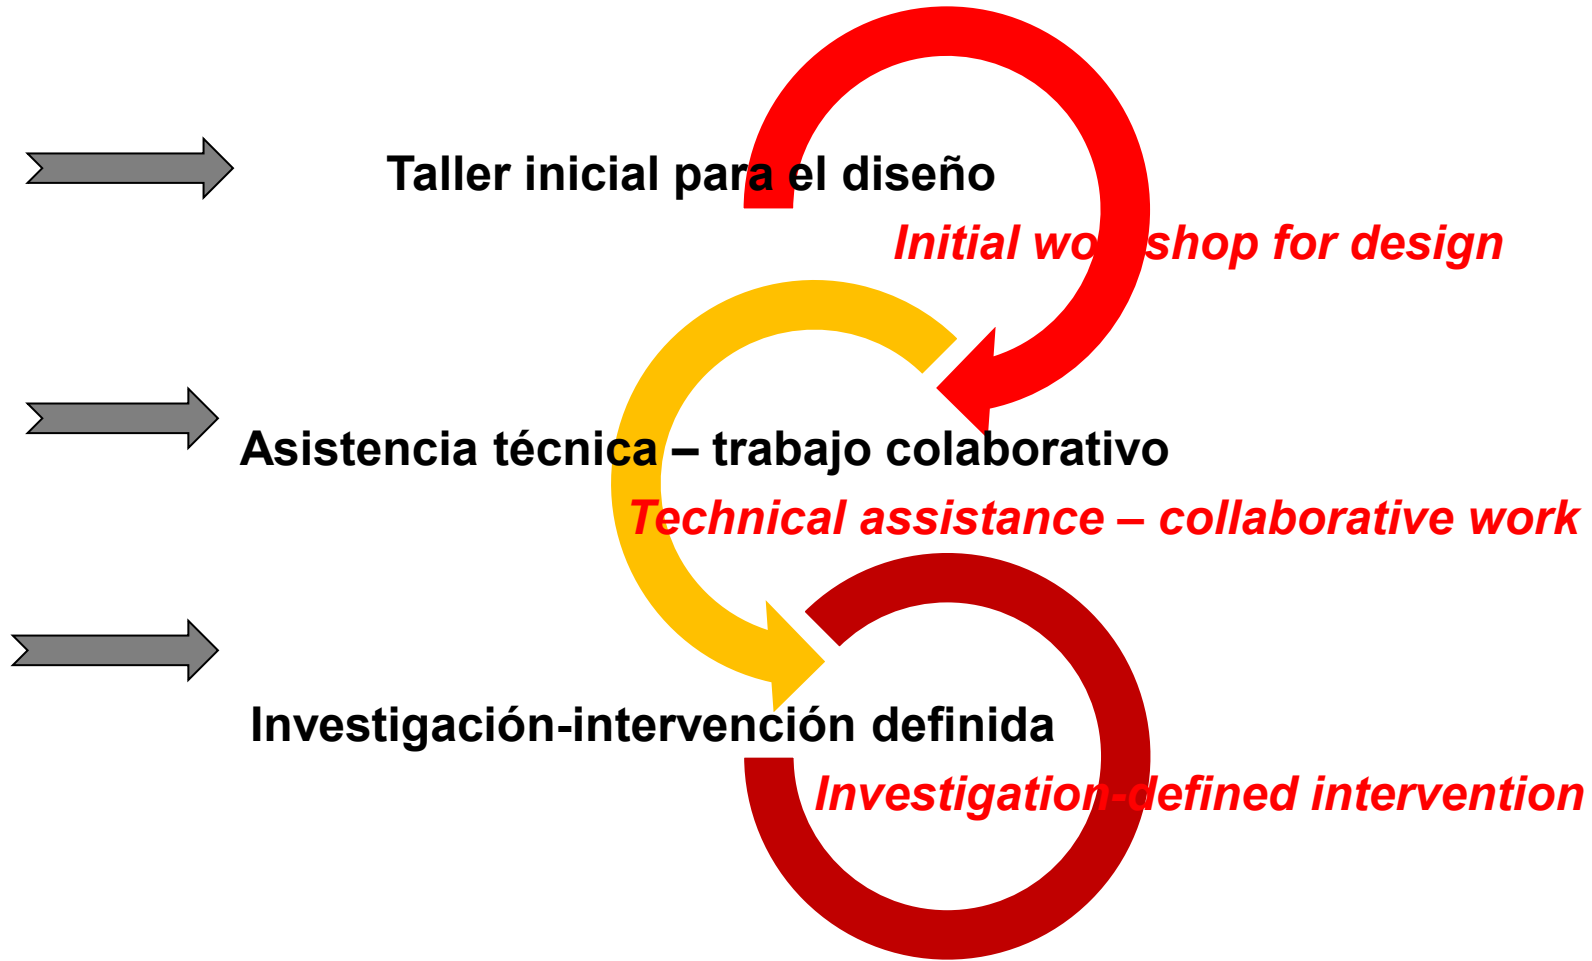 Taller inicial para el diseño
Initial workshop for design
Asistencia técnica – trabajo colaborativo
Technical assistance – collaborative work
Investigación-intervención definida
Investigation-defined intervention